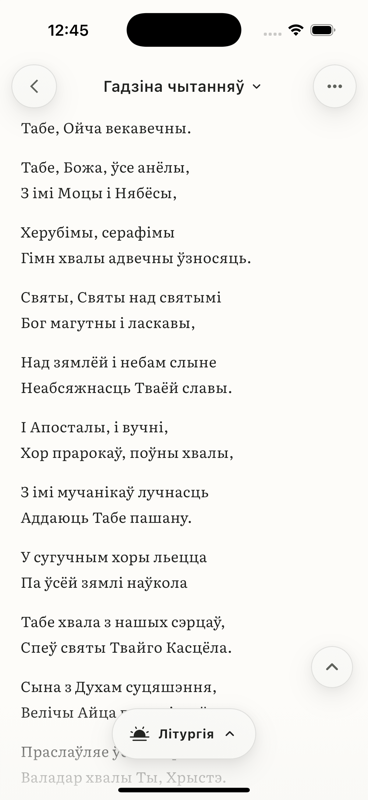 12:45
Гадзіна чытанняў
Табе, Ойча векавечны.
Табе, Божа, ўсе анёлы,
З імі Моцы і Нябёсы,
Херубімы, серафімы
Гімн хвалы адвечны ўзносяць.
Святы, Святы над святымі
Бог магутны і ласкавы,
Над зямлёй і небам слыне
Неабсяжнасць Тваёй славы.
І Апосталы, і вучні,
Хор прарокаў, поўны хвалы,
З імі мучанікаў лучнасць
Аддаюць Табе пашану.
У сугучным хоры льецца
Па ўсёй зямлі наўкола
Табе хвала з нашых сэрцаў,
Спеў святы Твайго Касцёла.
Сына з Духам суцяшэння,
Велічы Айца
Літургія
Праслаўляе
Валадар хвалы Ты, Хрыстэ.